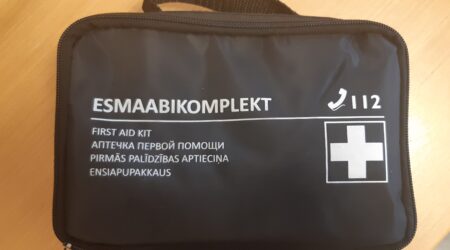 ESMAABIKOMPLEKT
112
FIRST AID KIT
АПТЕЧКА ПЕРВОЙ ПОМОЩИ
PIRMĀS PALĪDZĪBAS APTIECIŅA
ENSIAPUPAKKAUS